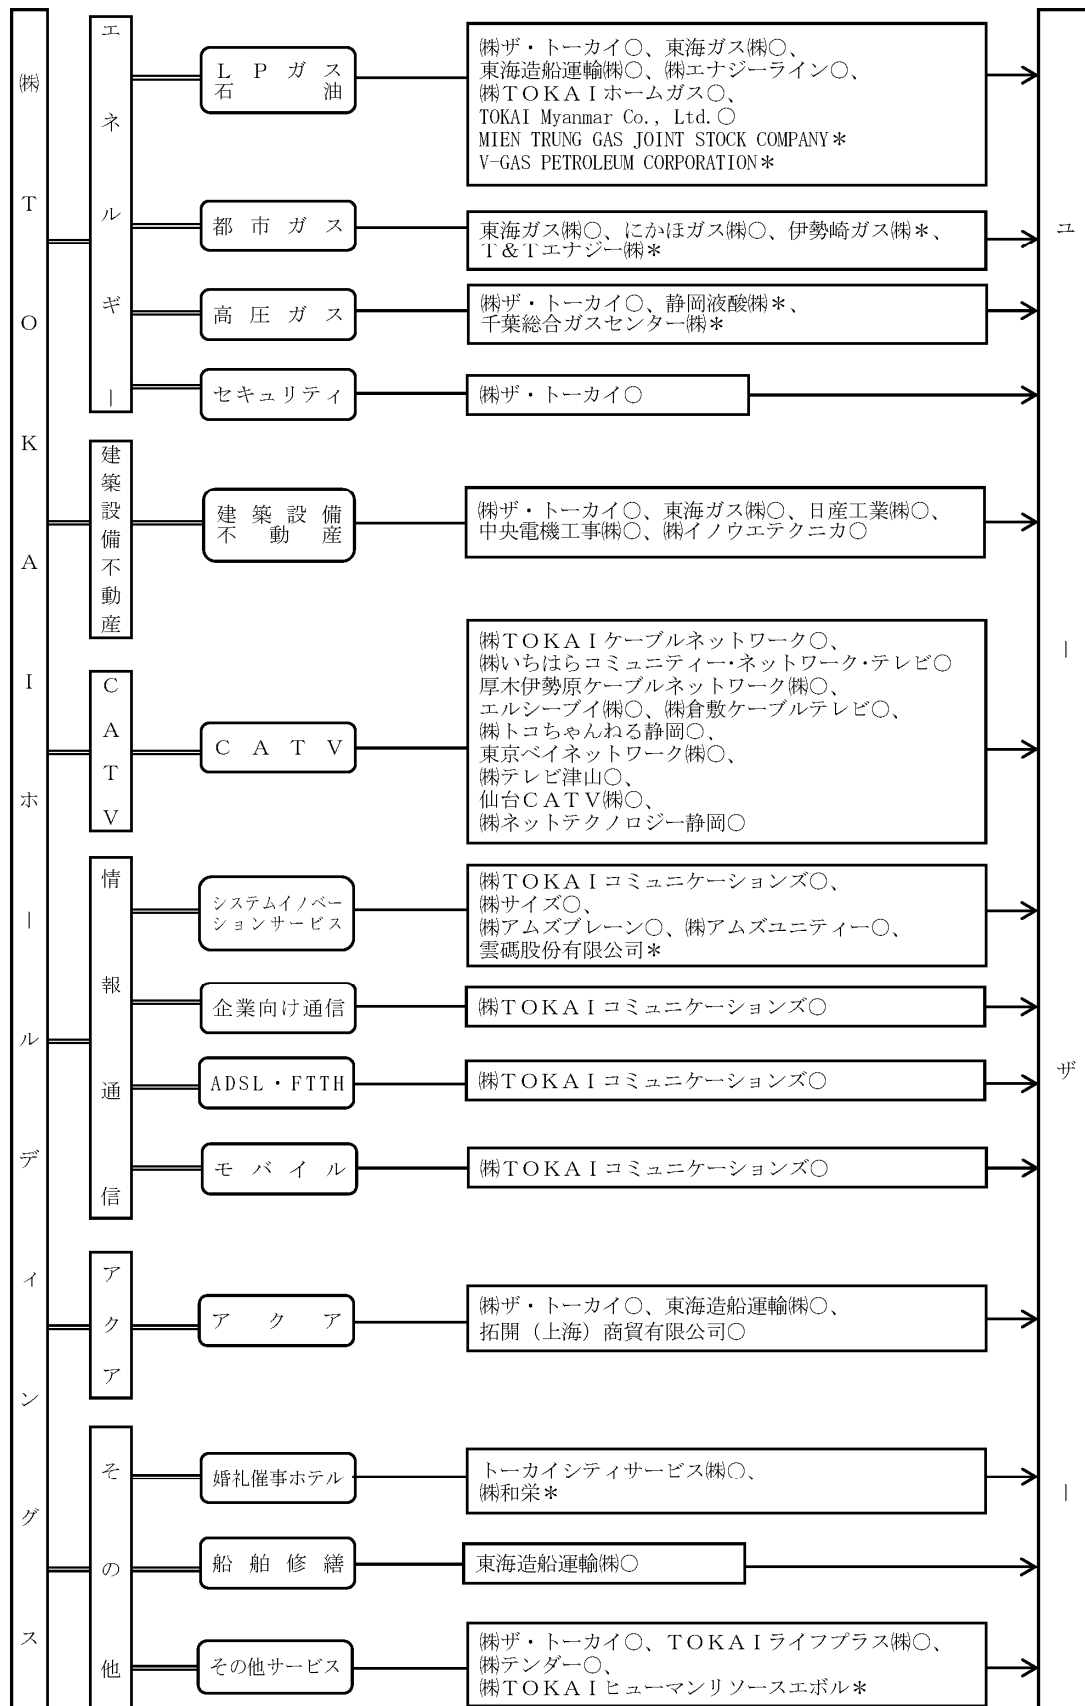 ㈱TOKAIホールディングス
エネルギー
LPガス
石油
㈱ザ・トーカイ○、東海ガス㈱○、
東海造船運輸㈱○、㈱エナジーライン○、
㈱TOKAIホームガス○、
TOKAI Myanmar Co., Ltd.○
MIEN TRUNG GAS JOINT STOCK COMPANY＊
V-GAS PETROLEUM CORPORATION＊
都市ガス
東海ガス㈱○、にかほガス㈱○、伊勢崎ガス㈱＊、
T＆Tエナジー㈱＊
高圧ガス
㈱ザ・トーカイ○、静岡液酸㈱＊、
千葉総合ガスセンター㈱＊
セキュリティ
㈱ザ・トーカイ○
建築設備不動産
建築設備
不動産
㈱ザ・トーカイ○、東海ガス㈱○、日産工業㈱○、
中央電機工事㈱○、㈱イノウエテクニカ○
CATV
CATV
㈱TOKAIケーブルネットワーク○、
㈱いちはらコミュニティー･ネットワーク･テレビ○
厚木伊勢原ケーブルネットワーク㈱○、
エルシーブイ㈱○、㈱倉敷ケーブルテレビ○、
㈱トコちゃんねる静岡○、
東京ベイネットワーク㈱○、
㈱テレビ津山○、
仙台CATV㈱○、
㈱ネットテクノロジー静岡○
情報通信
システムイノベー
ションサービス
㈱TOKAIコミュニケーションズ○、
㈱サイズ○、
㈱アムズブレーン○、㈱アムズユニティー○、
雲碼股份有限公司＊
企業向け通信
㈱TOKAIコミュニケーションズ○
ADSL・FTTH
㈱TOKAIコミュニケーションズ○
モバイル
㈱TOKAIコミュニケーションズ○
アクア
アクア
㈱ザ・トーカイ○、東海造船運輸㈱○、
拓開（上海）商貿有限公司○
その他
婚礼催事ホテル
トーカイシティサービス㈱○、
㈱和栄＊
船舶修繕
東海造船運輸㈱○
その他サービス
㈱ザ・トーカイ○、TOKAIライフプラス㈱○、
㈱テンダー○、
㈱TOKAIヒューマンリソースエボル＊
ユーザー